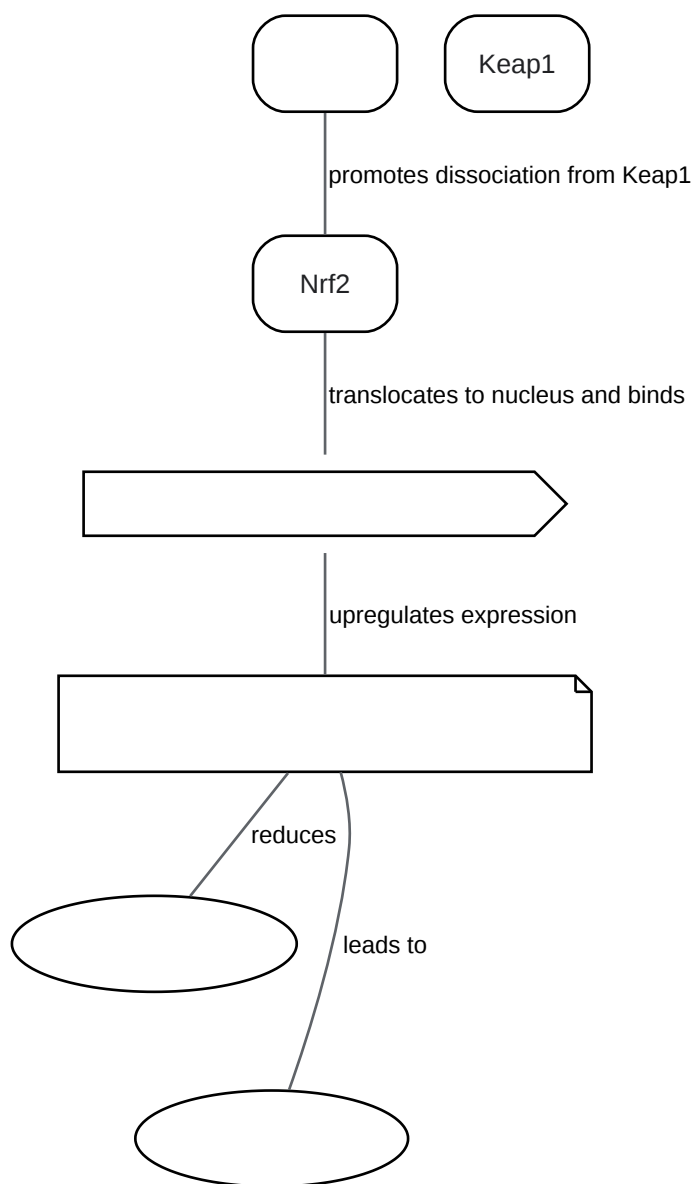 Keap1
promotes dissociation from Keap1
Nrf2
translocates to nucleus and binds
upregulates expression
reduces
leads to